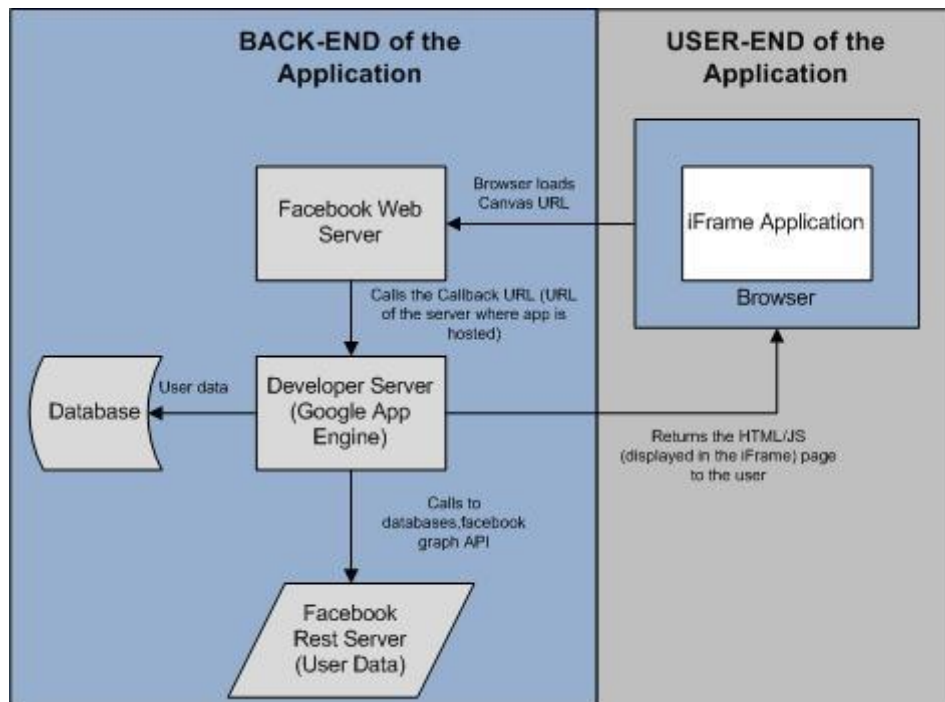 BACK-END of the
Application
USER-END of the
Application
Facebook Web
Server
Browser loads
Canvas URL
iFrame Application
Browser
Calls the Callback URL (URL
of the server where app is
hosted)
Database
User data
Developer Server
(Google App
Engine)
Returns the HTML/JS
(displayed in the iFrame) page
to the user
Calls to
databases,facebook
graph API
Facebook
Rest Server
(User Data)